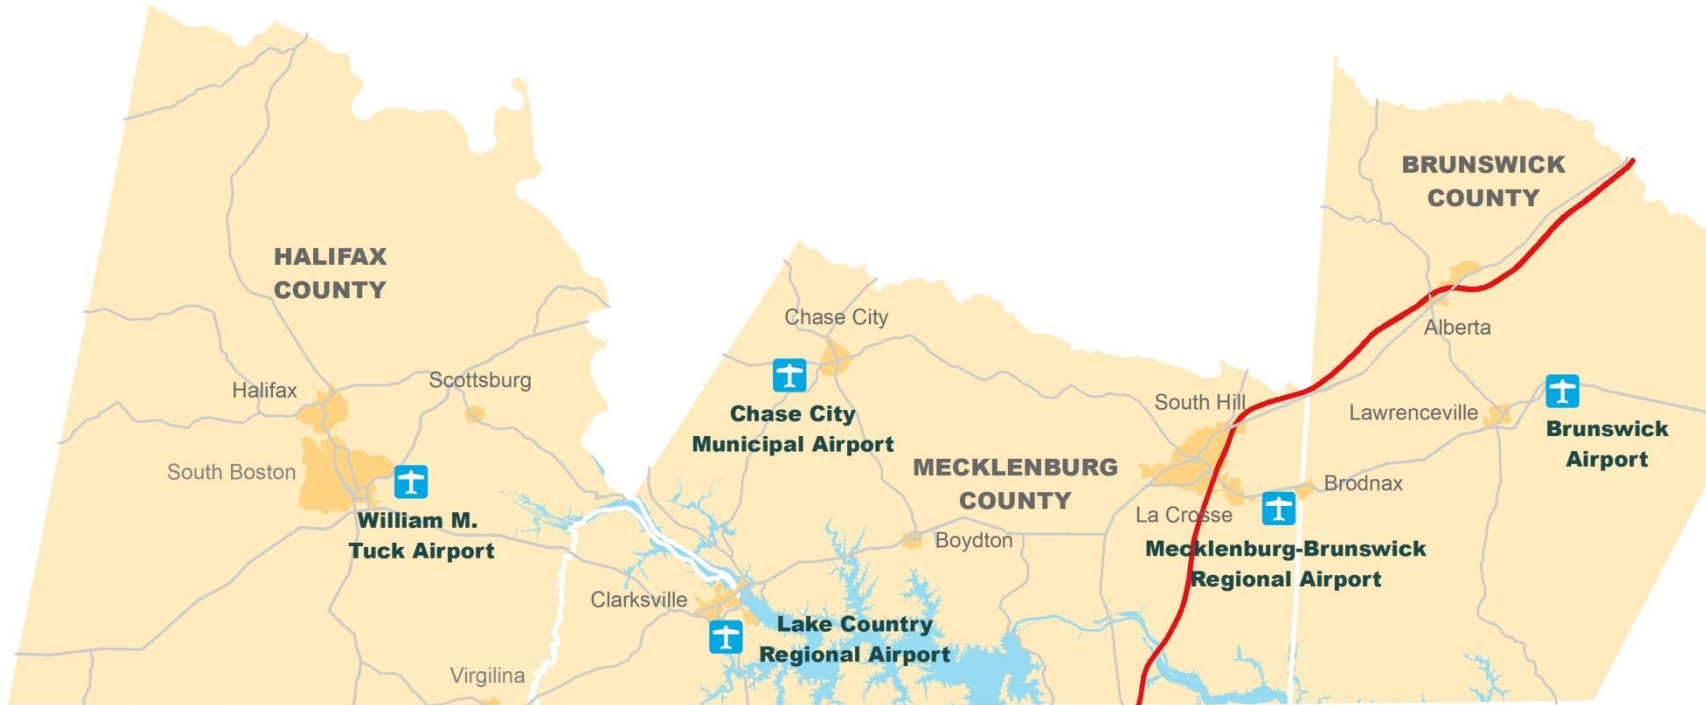 BRUNSWICK
COUNTY
HALIFAX
COUNTY
Chase City
Alberta
Halifax
Scottsburg
Chase City
Municipal Airport
South Hill
Lawrenceville
Brunswick
Airport
South Boston
MECKLENBURG
COUNTY
Brodnax
William M.
Tuck Airport
La Crosse
Boydton
Mecklenburg-Brunswick
Regional Airport
Clarksville
Lake Country
Regional Airport
Virgilina